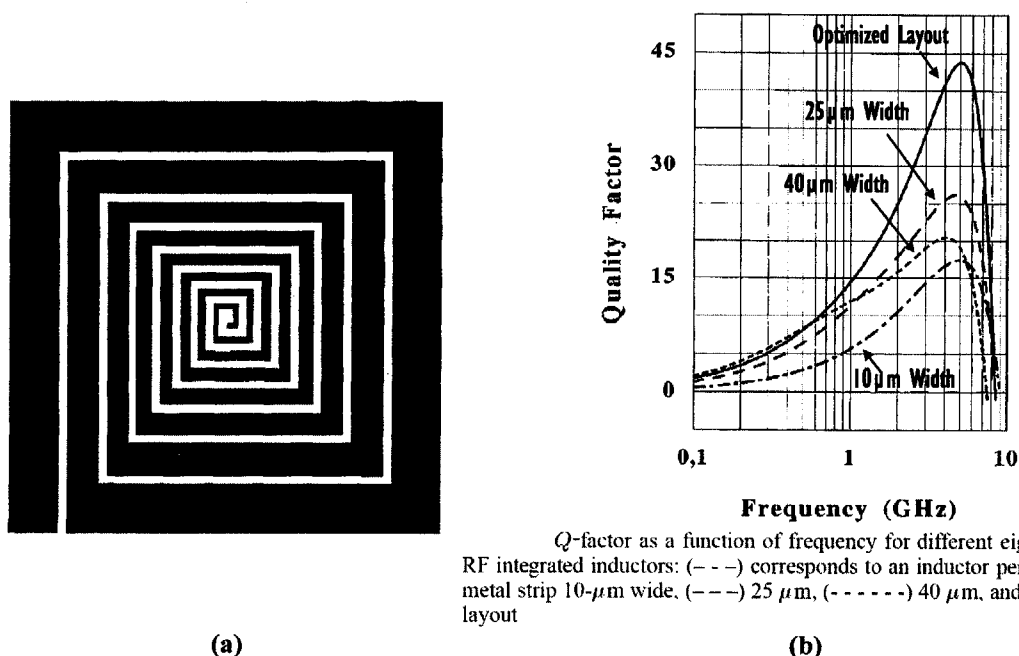 Optimized Layout
45
25μm Width
30
40μm Width
Quality Factor
15
10μm Width
0
0,1
1
10
Frequency (GHz)
Q-factor as a function of frequency for different
RF integrated inductors: (– – –) corresponds to an inductor
metal strip 10-μm wide, (– – –) 25 μm, (- - - - - -) 40 μm, and
layout
(a)
(b)